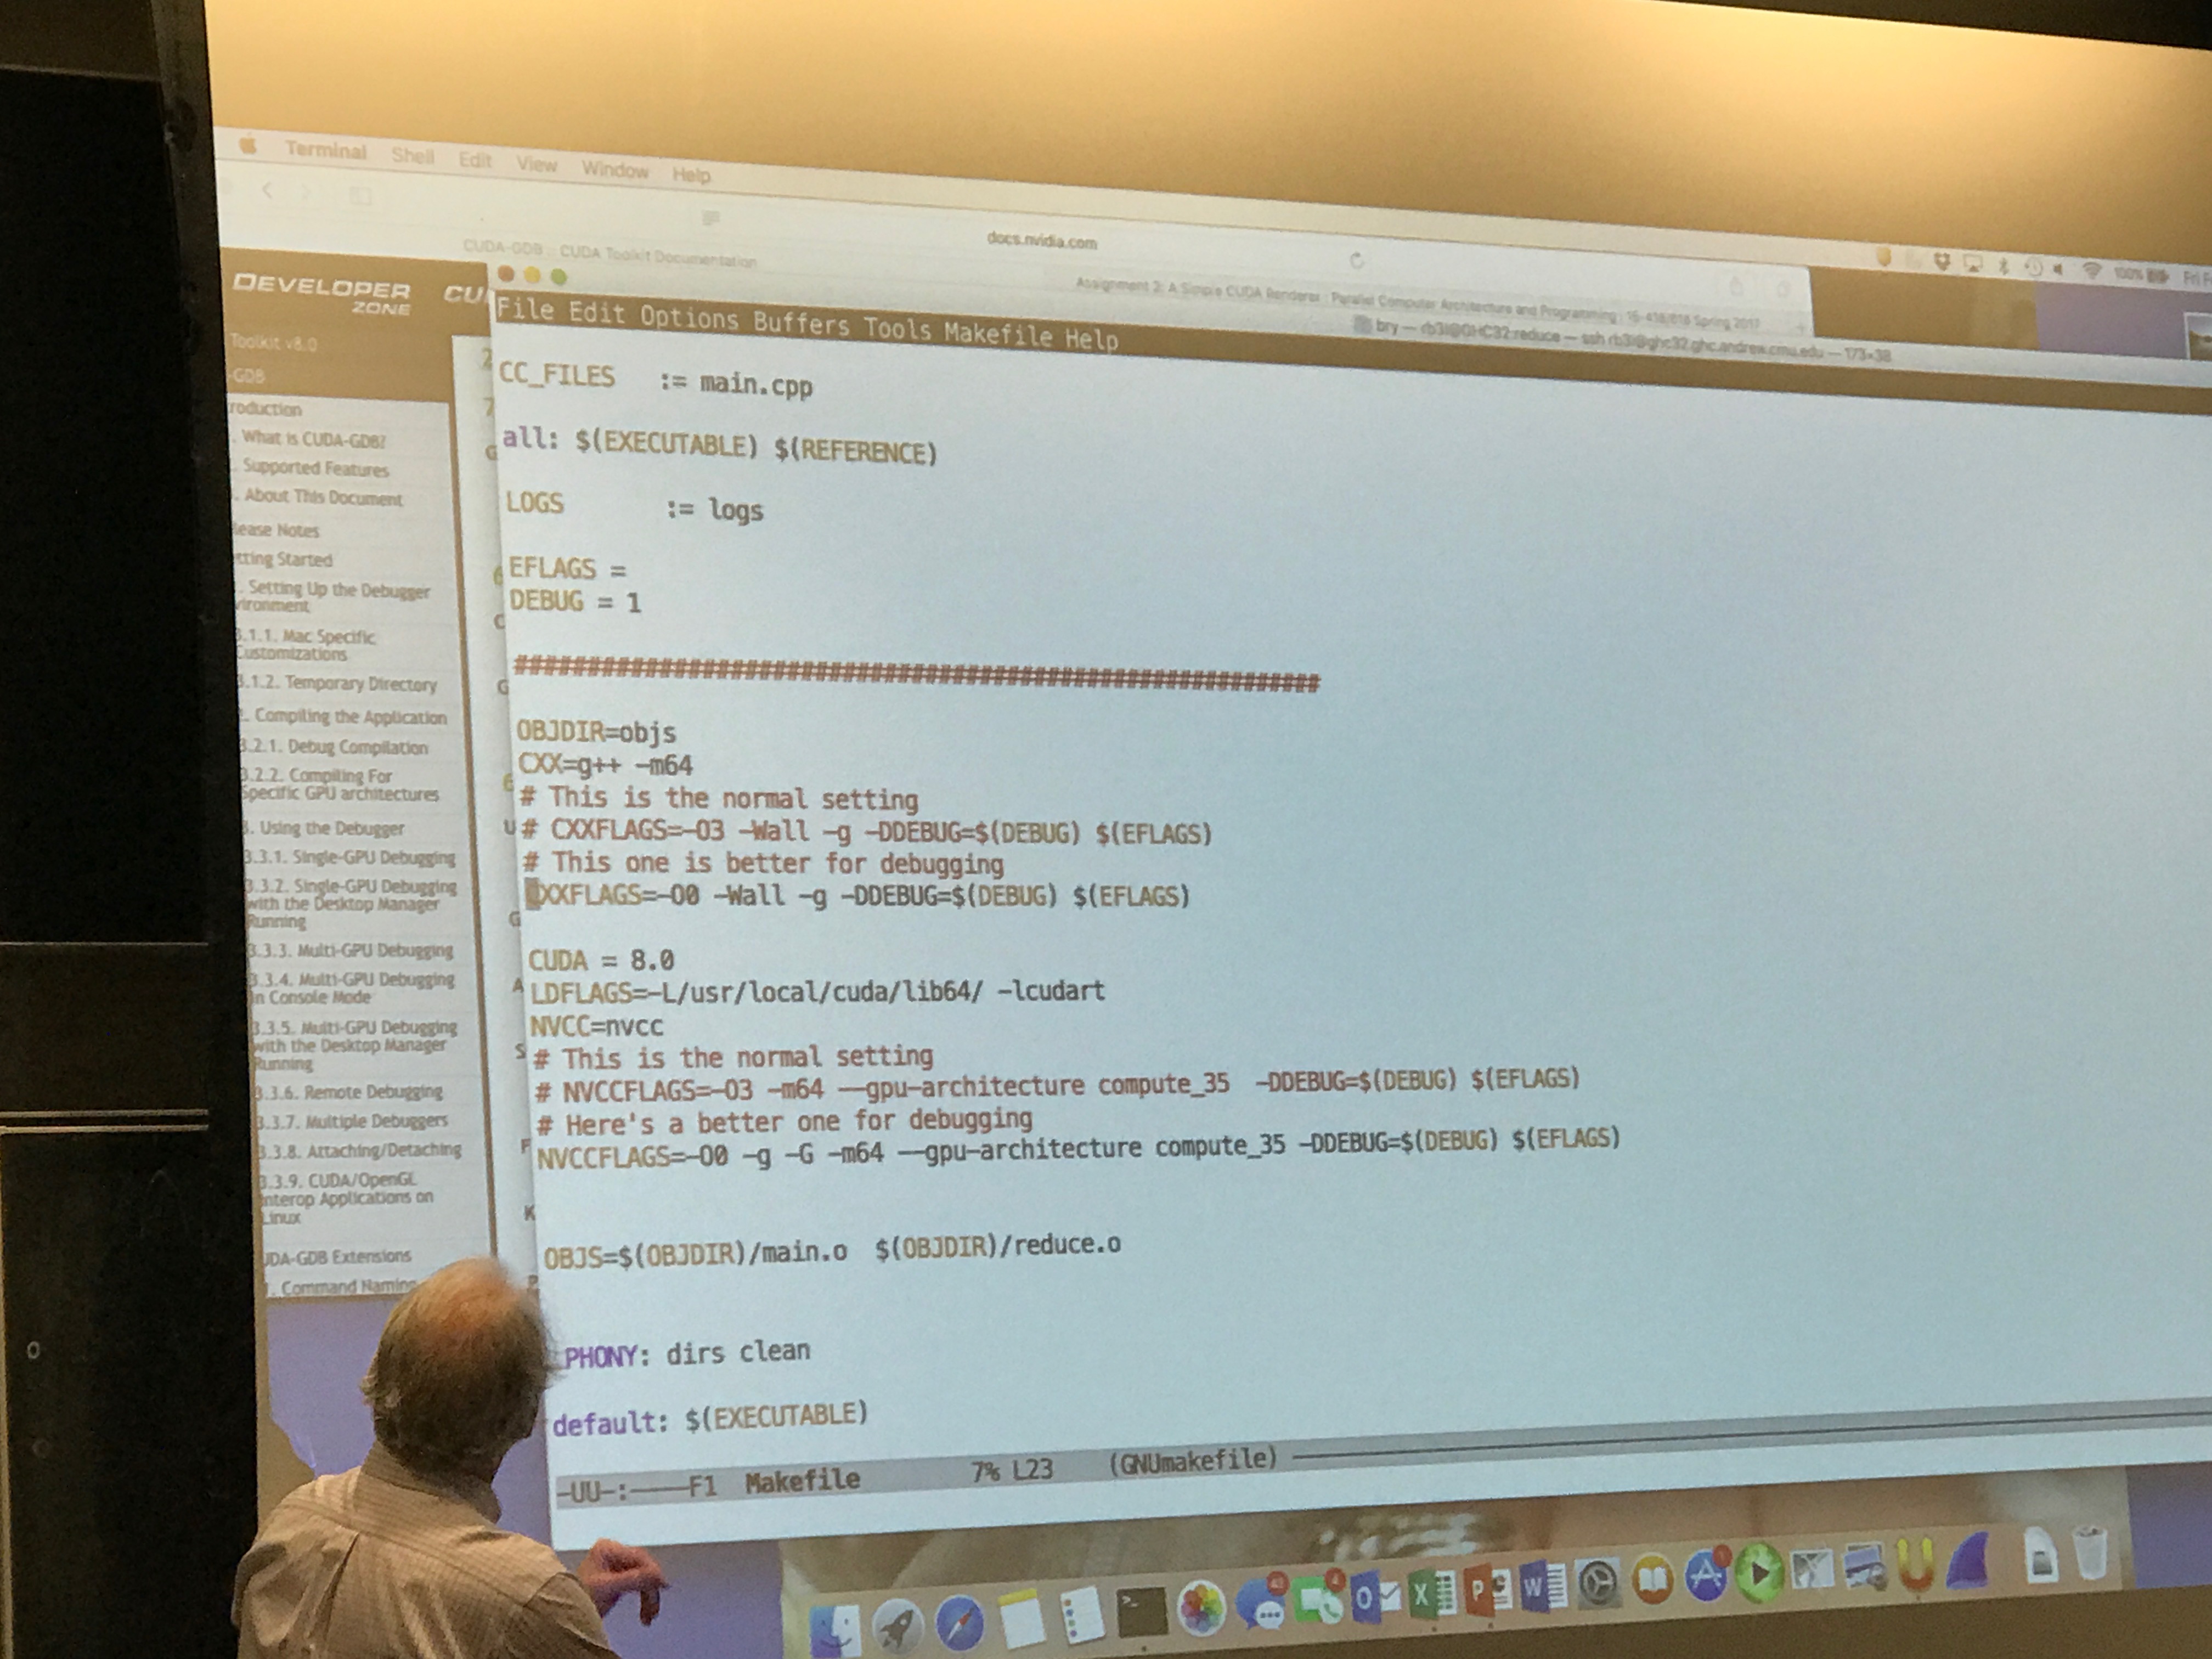 Terminal Shell Edit View Window Help
100%
docs.nvidia.com
CUDA-GDB :: CUDA Toolkit Documentation
Assignment 2: A Simple CUDA Renderer : Parallel Computer Architecture and Programming : 15-418/618 Spring 2017
bry — rb3i@GHC32:reduce — ssh rb3i@ghc32.ghc.andrew.cmu.edu — 173×38
DEVELOPER
ZONE
CU
Toolkit v8.0
-GDB
roduction
. What is CUDA-GDB?
. Supported Features
. About This Document
lease Notes
tting Started
. Setting Up the Debugger
vironment
3.1.1. Mac Specific
Customizations
3.1.2. Temporary Directory
. Compiling the Application
3.2.1. Debug Compilation
3.2.2. Compiling For
Specific GPU architectures
. Using the Debugger
3.3.1. Single-GPU Debugging
3.3.2. Single-GPU Debugging
with the Desktop Manager
Running
3.3.3. Multi-GPU Debugging
3.3.4. Multi-GPU Debugging
in Console Mode
3.3.5. Multi-GPU Debugging
with the Desktop Manager
Running
3.3.6. Remote Debugging
3.3.7. Multiple Debuggers
3.3.8. Attaching/Detaching
3.3.9. CUDA/OpenGL
Interop Applications on
Linux
UDA-GDB Extensions
. Command Naming
File Edit Options Buffers Tools Makefile Help
CC_FILES := main.cpp
all: $(EXECUTABLE) $(REFERENCE)
LOGS := logs
EFLAGS =
DEBUG = 1
OBJDIR=objs
CXX=g++ -m64
# This is the normal setting
# CXXFLAGS=-O3 -Wall -g -DDEBUG=$(DEBUG) $(EFLAGS)
# This one is better for debugging
CXXFLAGS=-O0 -Wall -g -DDEBUG=$(DEBUG) $(EFLAGS)
CUDA = 8.0
LDFLAGS=-L/usr/local/cuda/lib64/ -lcudart
NVCC=nvcc
# This is the normal setting
# NVCCFLAGS=-O3 -m64 --gpu-architecture compute_35 -DDEBUG=$(DEBUG) $(EFLAGS)
# Here's a better one for debugging
NVCCFLAGS=-O0 -g -G -m64 --gpu-architecture compute_35 -DDEBUG=$(DEBUG) $(EFLAGS)
OBJS=$(OBJDIR)/main.o $(OBJDIR)/reduce.o
PHONY: dirs clean
default: $(EXECUTABLE)
-UU-:----F1 Makefile 7% L23 (GNUmakefile)